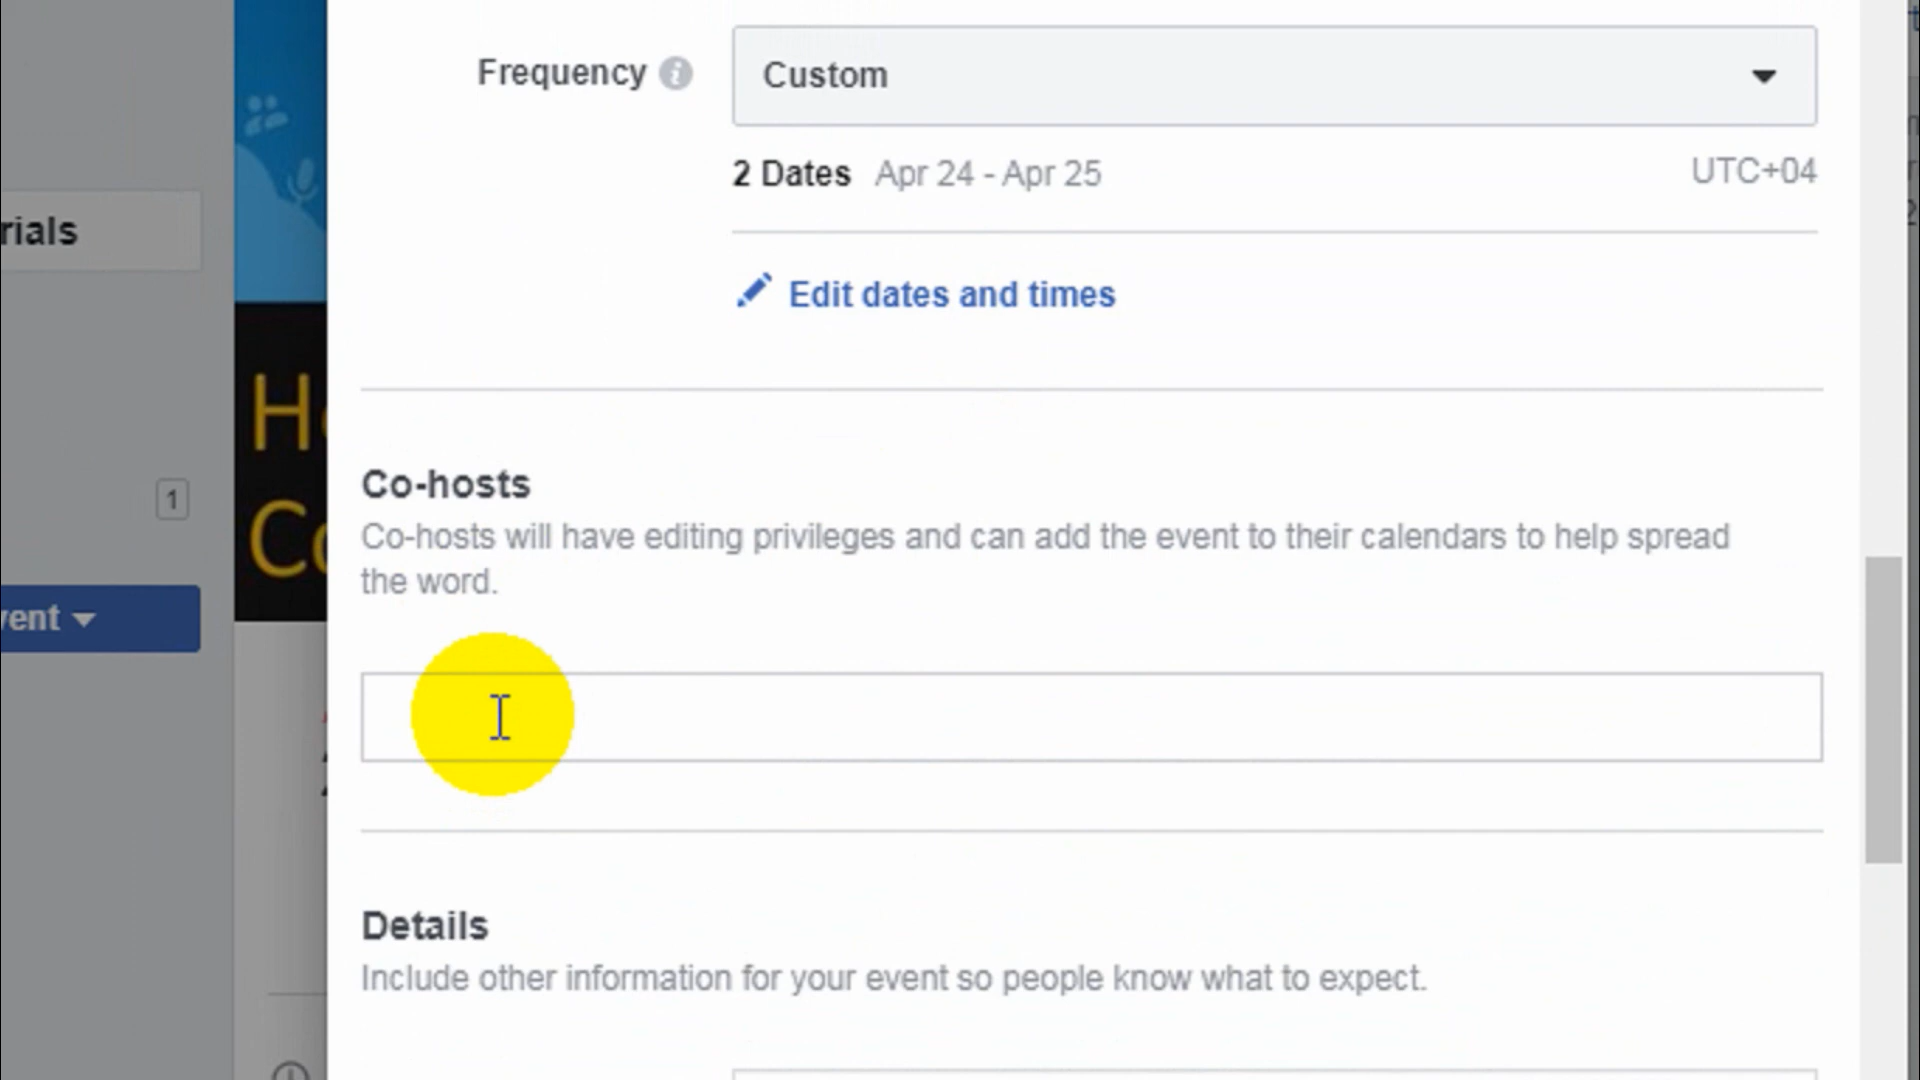 Frequency
Custom
2 Dates Apr 24 - Apr 25
UTC+04
rials
Edit dates and times
H
Co-hosts
1
Co-hosts will have editing privileges and can add the event to their calendars to help spread
the word.
Co
vent
Details
Include other information for your event so people know what to expect.